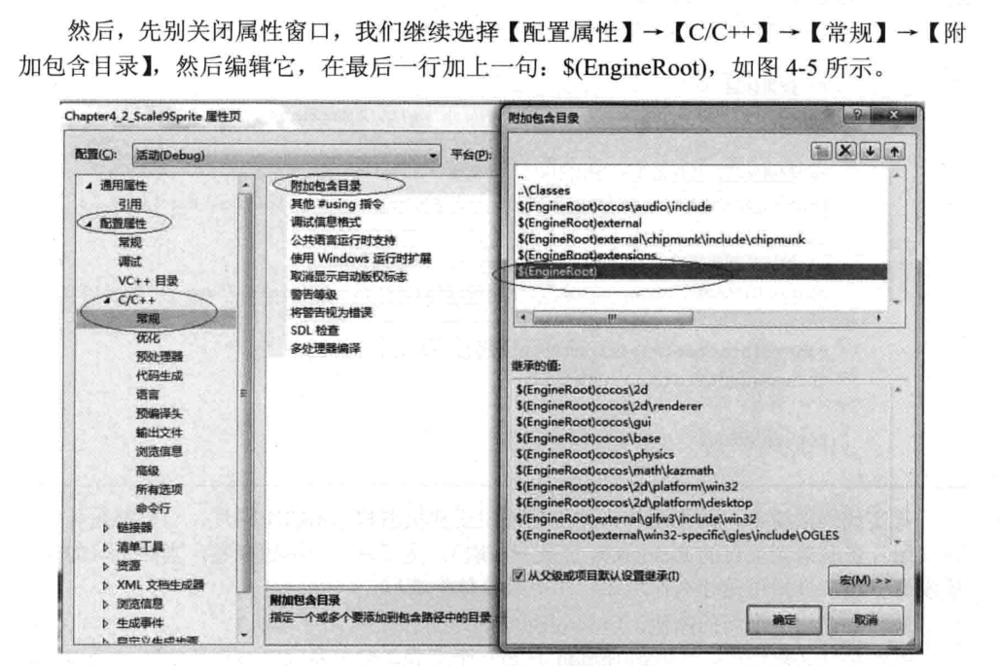 然后，先别关闭属性窗口，我们继续选择【配置属性】→【C/C++】→【常规】→【附
加包含目录】，然后编辑它，在最后一行加上一句：$(EngineRoot)，如图 4-5 所示。
Chapter4_2_Scale9Sprite 属性页
配置(C):
活动(Debug)
平台(P):
通用属性
引用
配置属性
常规
调试
VC++ 目录
C/C++
常规
优化
预处理器
代码生成
语言
预编译头
输出文件
浏览信息
高级
所有选项
命令行
链接器
清单工具
资源
XML 文档生成器
浏览信息
生成事件
自定义生成步骤
附加包含目录
其他 #using 指令
调试信息格式
公共语言运行时支持
使用 Windows 运行时扩展
取消显示启动版权标志
警告等级
将警告视为错误
SDL 检查
多处理器编译
附加包含目录
指定一个或多个要添加到包含路径中的目录
附加包含目录
..
..\Classes
$(EngineRoot)cocos\audio\include
$(EngineRoot)external
$(EngineRoot)external\chipmunk\include\chipmunk
$(EngineRoot)extensions
$(EngineRoot)
继承的值:
$(EngineRoot)cocos\2d
$(EngineRoot)cocos\2d\renderer
$(EngineRoot)cocos\gui
$(EngineRoot)cocos\base
$(EngineRoot)cocos\physics
$(EngineRoot)cocos\math\kazmath
$(EngineRoot)cocos\2d\platform\win32
$(EngineRoot)cocos\2d\platform\desktop
$(EngineRoot)external\glfw3\include\win32
$(EngineRoot)external\win32-specific\gles\include\OGLES
从父级或项目默认设置继承(I)
宏(M) >>
确定
取消